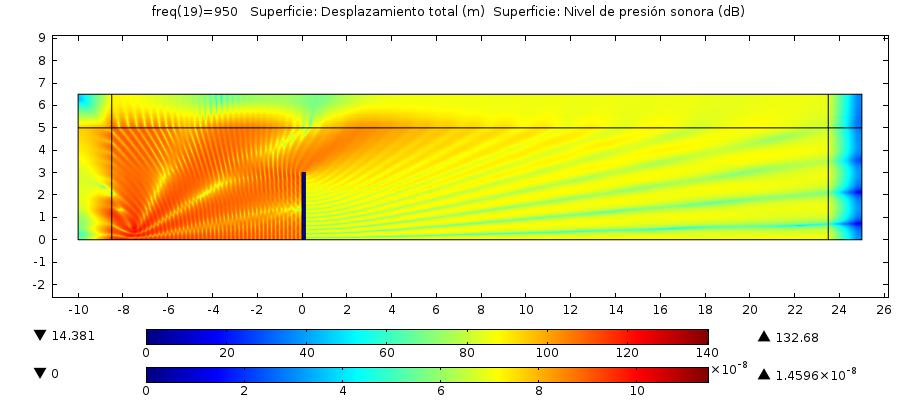 freq(19)=950 Superficie: Desplazamiento total (m) Superficie: Nivel de presión sonora (dB)
9
8
7
6
5
4
3
2
1
0
-1
-2
-10 -8 -6 -4 -2 0 2 4 6 8 10 12 14 16 18 20 22 24 26
▼ 14.381 ▲ 132.68
0 20 40 60 80 100 120 140
×10⁻⁸
▼ 0 ▲ 1.4596×10⁻⁸
0 2 4 6 8 10